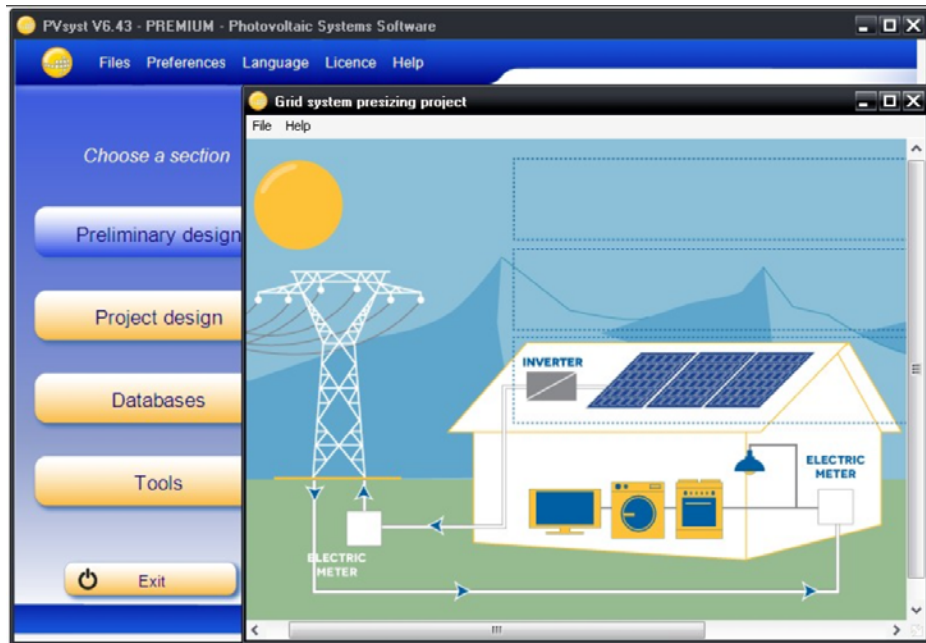 PVsyst V6.43 - PREMIUM - Photovoltaic Systems Software
Files Preferences Language Licence Help
Grid system presizing project
File Help
Choose a section
Preliminary design
Project design
Databases
Tools
Exit
INVERTER
ELECTRIC
METER
ELECTRIC
METER